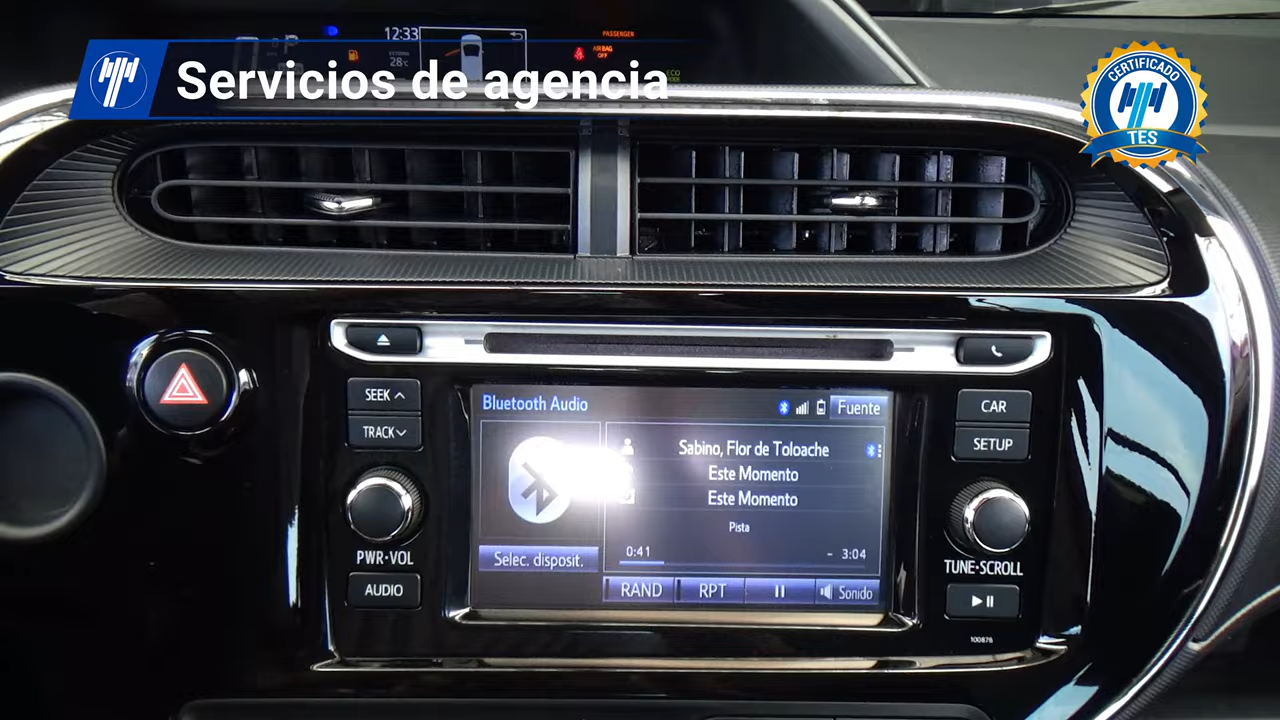 12:33
PASSENGER
AIR BAG
OFF
28°C
ECO
MODE
Servicios de agencia
CERTIFICADO
TES
SEEK
TRACK
PWR•VOL
AUDIO
Bluetooth Audio
Fuente
Sabino, Flor de Toloache
Este Momento
Este Momento
Pista
0:41
- 3:04
Selec. disposit.
RAND
RPT
Sonido
CAR
SETUP
TUNE•SCROLL
100876